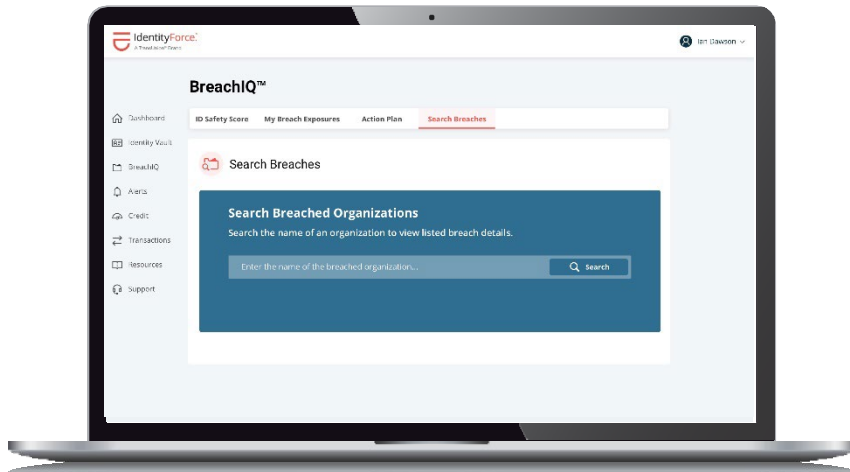 IdentityForce
A TransUnion® Brand
Ian Dawson
BreachIQ™
Dashboard
Identity Vault
BreachIQ
Alerts
Credit
Transactions
Resources
Support
ID Safety Score My Breach Exposures Action Plan Search Breaches
Search Breaches
Search Breached Organizations
Search the name of an organization to view listed breach details.
Enter the name of the breached organization... Search